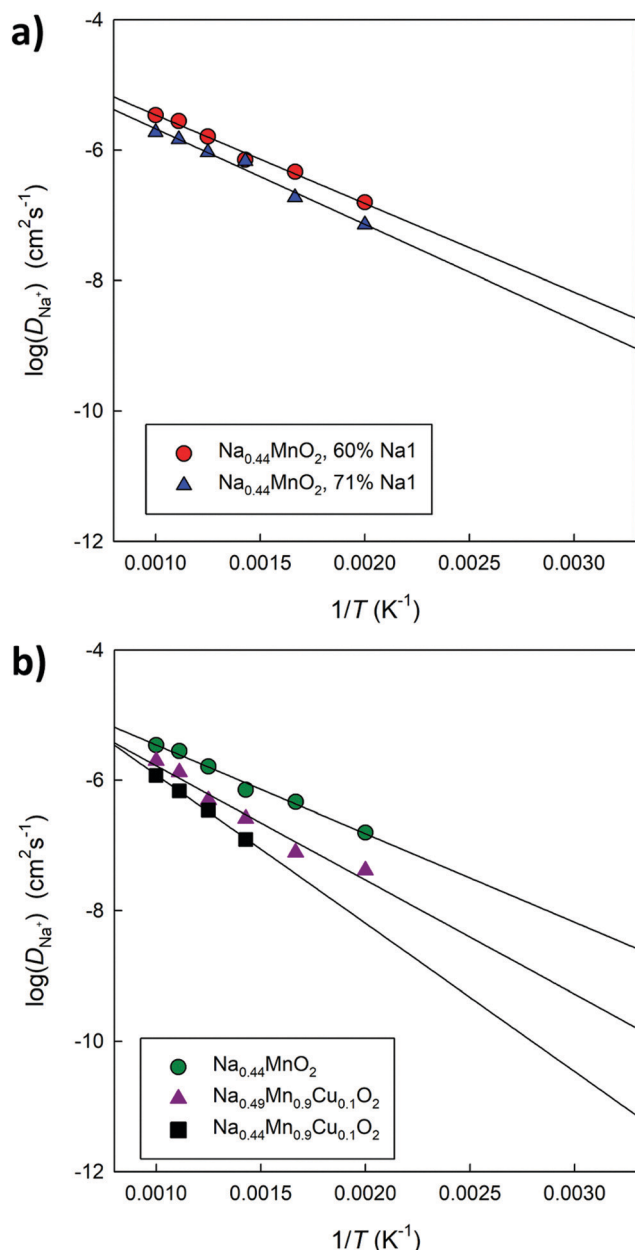 a)
-4
-6
-8
-10
-12
log(D_Na⁺) (cm²s⁻¹)
Na₀.₄₄MnO₂, 60% Na1
Na₀.₄₄MnO₂, 71% Na1
0.0010 0.0015 0.0020 0.0025 0.0030
1/T (K⁻¹)
b)
-4
-6
-8
-10
-12
log(D_Na⁺) (cm²s⁻¹)
Na₀.₄₄MnO₂
Na₀.₄₉Mn₀.₉Cu₀.₁O₂
Na₀.₄₄Mn₀.₉Cu₀.₁O₂
0.0010 0.0015 0.0020 0.0025 0.0030
1/T (K⁻¹)